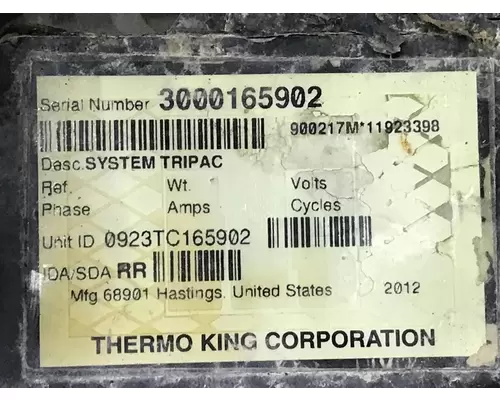 Serial Number 3000165902
900217M*11923398
Desc. SYSTEM TRIPAC
Ref. Wt. Volts
Phase Amps Cycles
Unit ID 0923TC165902
IDA/SDA RR
Mfg 68901 Hastings, United States 2012
THERMO KING CORPORATION